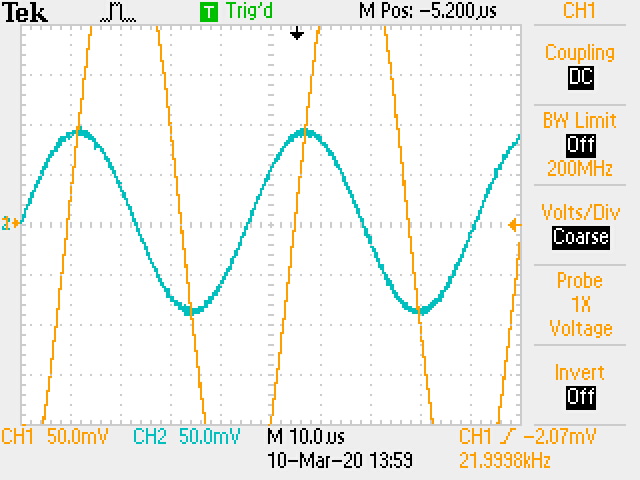 Tek T Trig'd M Pos: -5.200µs CH1
Coupling
DC
BW Limit
Off
200MHz
Volts/Div
Coarse
Probe
1X
Voltage
Invert
Off
2
CH1 50.0mV CH2 50.0mV M 10.0µs CH1 -2.07mV
10-Mar-20 13:59 21.9998kHz